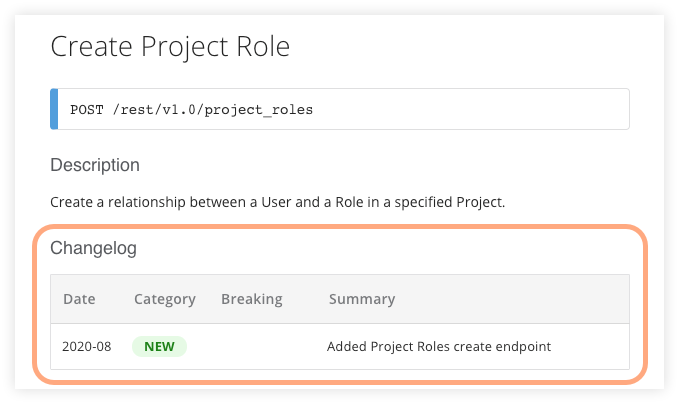 Create Project Role
POST /rest/v1.0/project_roles
Description
Create a relationship between a User and a Role in a specified Project.
Changelog
Date Category Breaking Summary
2020-08 NEW Added Project Roles create endpoint